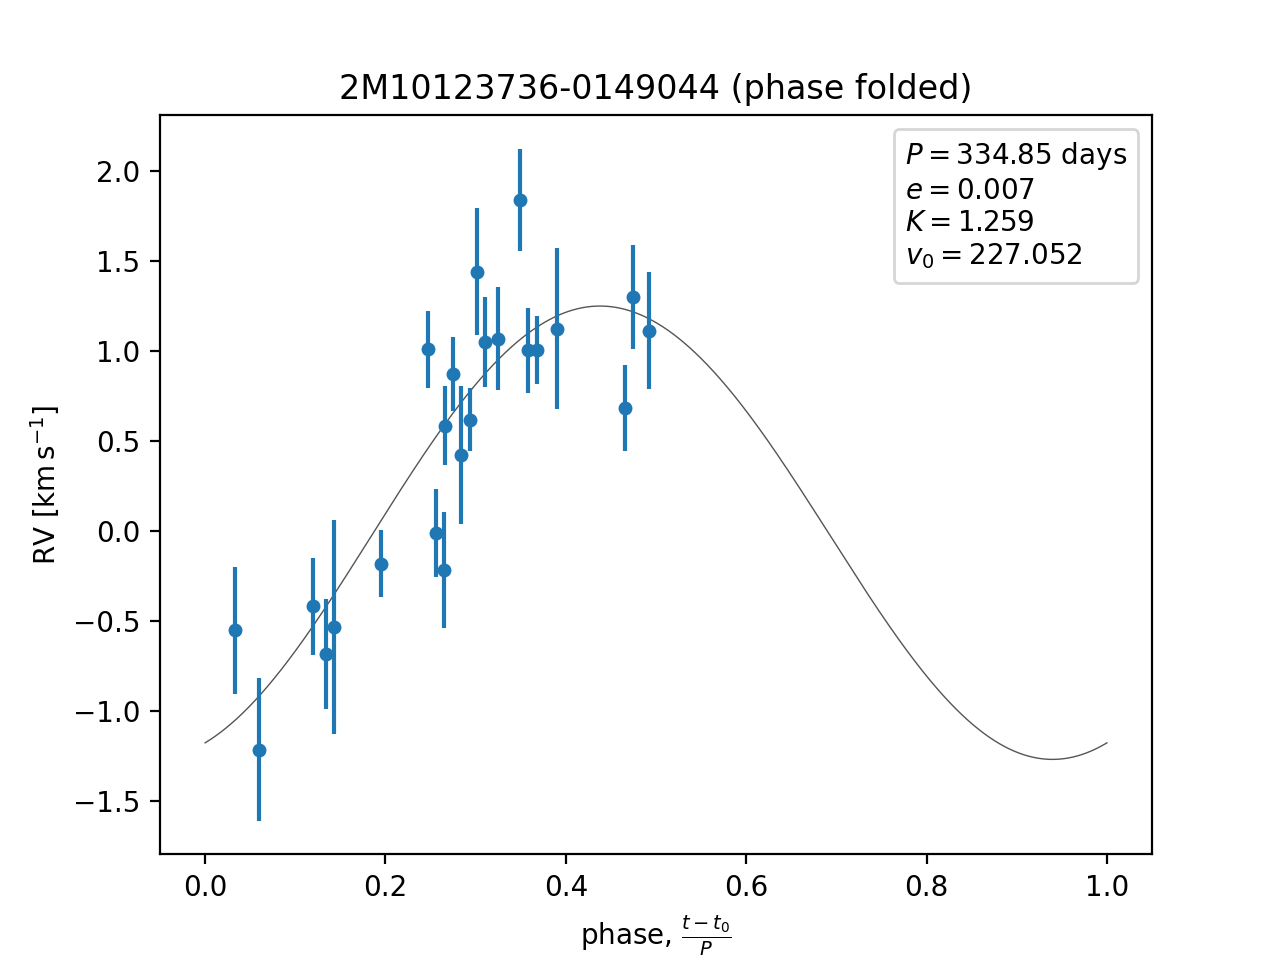 2M10123736-0149044 (phase folded)
P = 334.85 days
e = 0.007
K = 1.259
v₀ = 227.052
RV [km s⁻¹]
2.0
1.5
1.0
0.5
0.0
−0.5
−1.0
−1.5
0.0 0.2 0.4 0.6 0.8 1.0
phase, (t − t₀)/P